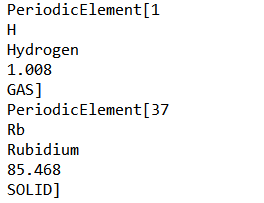 PeriodicElement[1
H
Hydrogen
1.008
GAS]
PeriodicElement[37
Rb
Rubidium
85.468
SOLID]